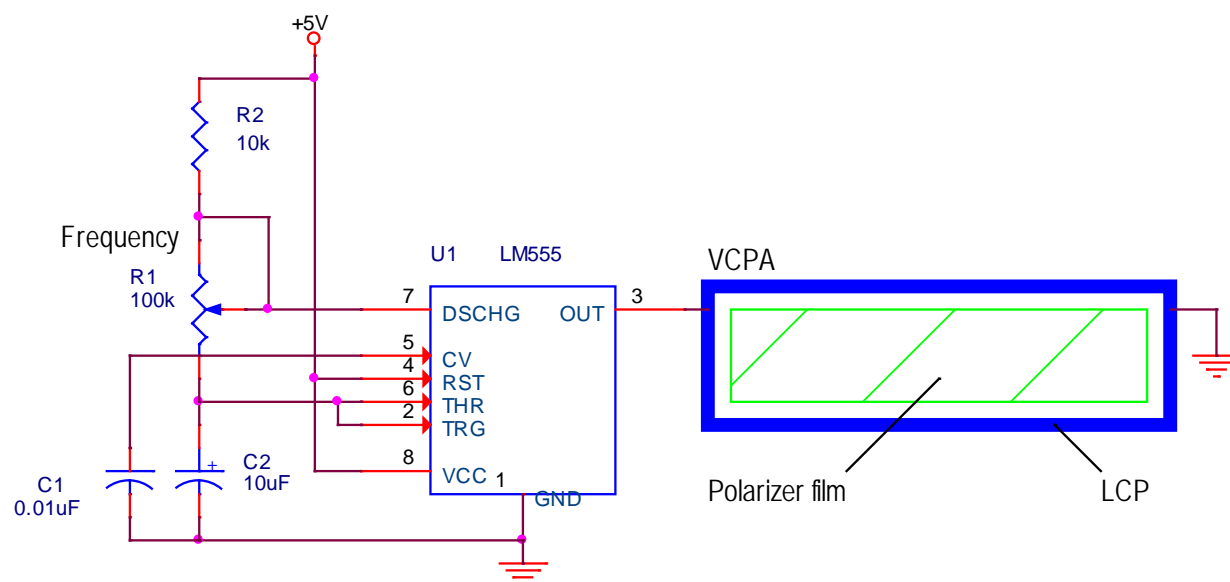 +5V
R2
10k
Frequency
R1
100k
U1 LM555
VCPA
7
3
DSCHG OUT
5
CV
4
RST
6
THR
2
TRG
8
VCC
1
GND
+
C1
0.01uF
C2
10uF
Polarizer film
LCP